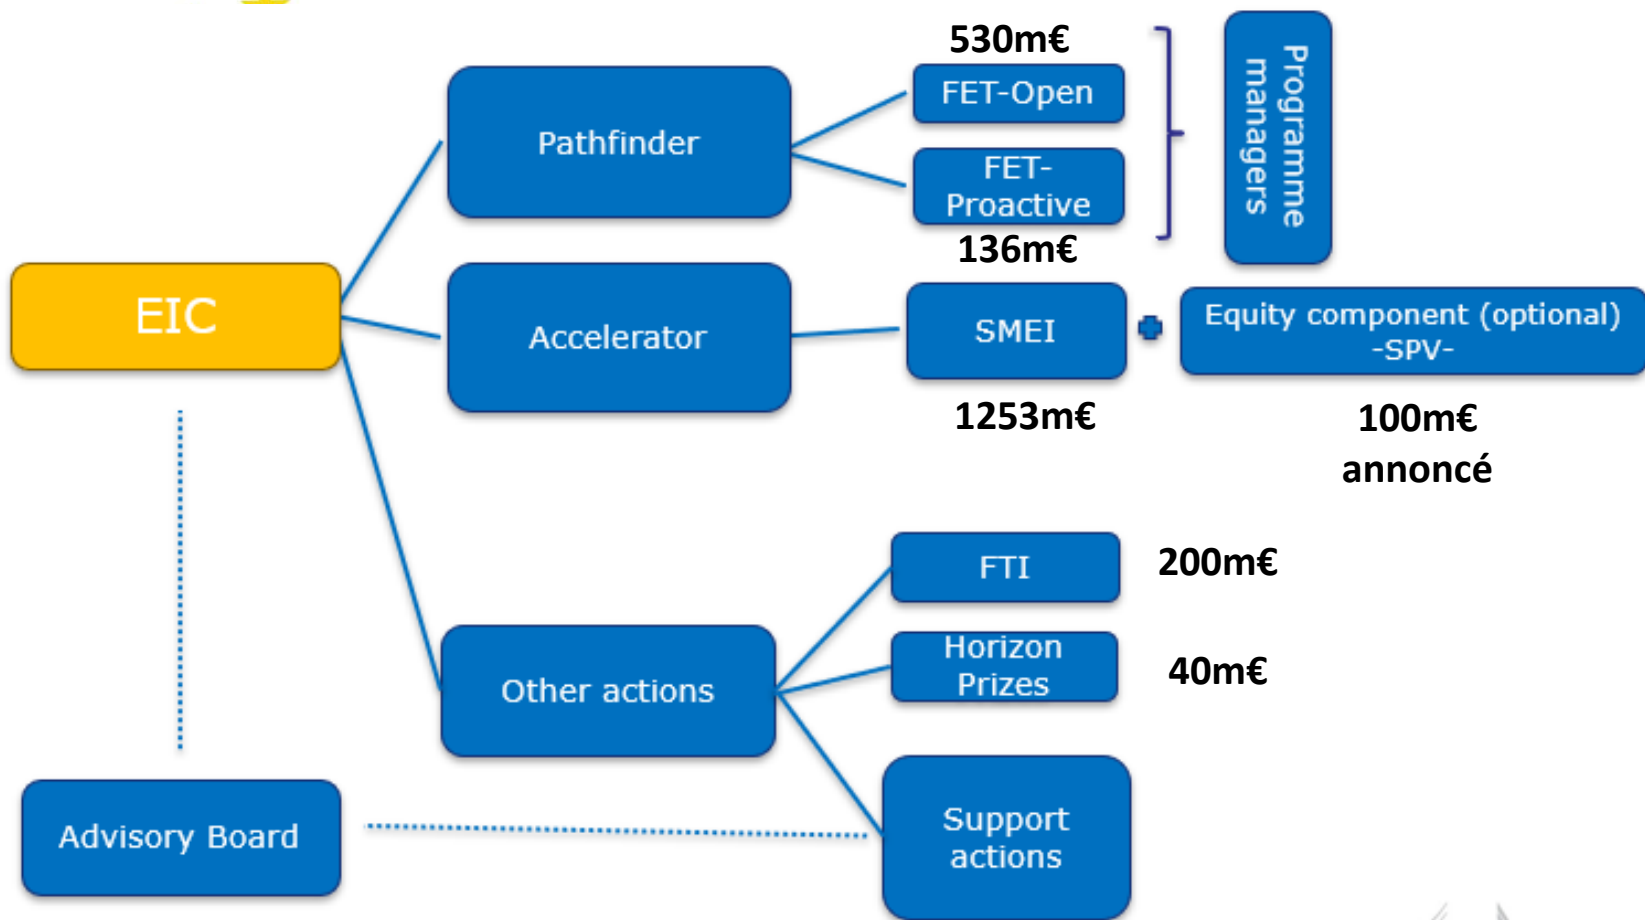 530m€
FET-Open
Programme
managers
Pathfinder
FET-
Proactive
136m€
EIC
Accelerator
SMEI
Equity component (optional)
-SPV-
1253m€
100m€
annoncé
FTI
200m€
Horizon
Prizes
40m€
Other actions
Support
actions
Advisory Board